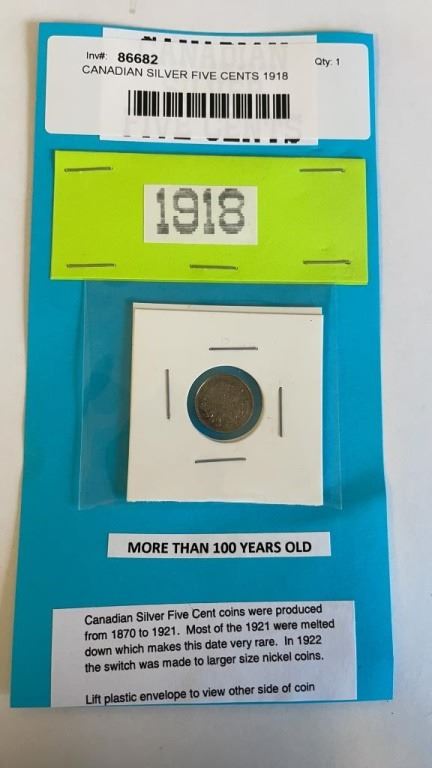 CANADIAN
Inv#: 86682 Qty: 1
CANADIAN SILVER FIVE CENTS 1918
FIVE CENTS
1918
MORE THAN 100 YEARS OLD
Canadian Silver Five Cent coins were produced
from 1870 to 1921. Most of the 1921 were melted
down which makes this date very rare. In 1922
the switch was made to larger size nickel coins.
Lift plastic envelope to view other side of coin